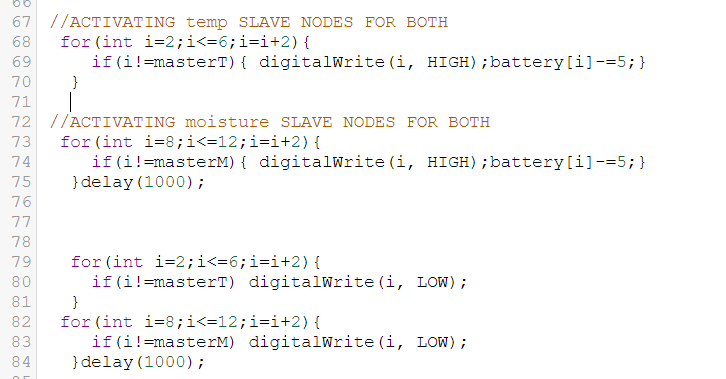 66
67 //ACTIVATING temp SLAVE NODES FOR BOTH
68 for(int i=2;i<=6;i=i+2){
69 if(i!=masterT){ digitalWrite(i, HIGH);battery[i]-=5;}
70 }
71
72 //ACTIVATING moisture SLAVE NODES FOR BOTH
73 for(int i=8;i<=12;i=i+2){
74 if(i!=masterM){ digitalWrite(i, HIGH);battery[i]-=5;}
75 }delay(1000);
76
77
78
79 for(int i=2;i<=6;i=i+2){
80 if(i!=masterT) digitalWrite(i, LOW);
81 }
82 for(int i=8;i<=12;i=i+2){
83 if(i!=masterM) digitalWrite(i, LOW);
84 }delay(1000);